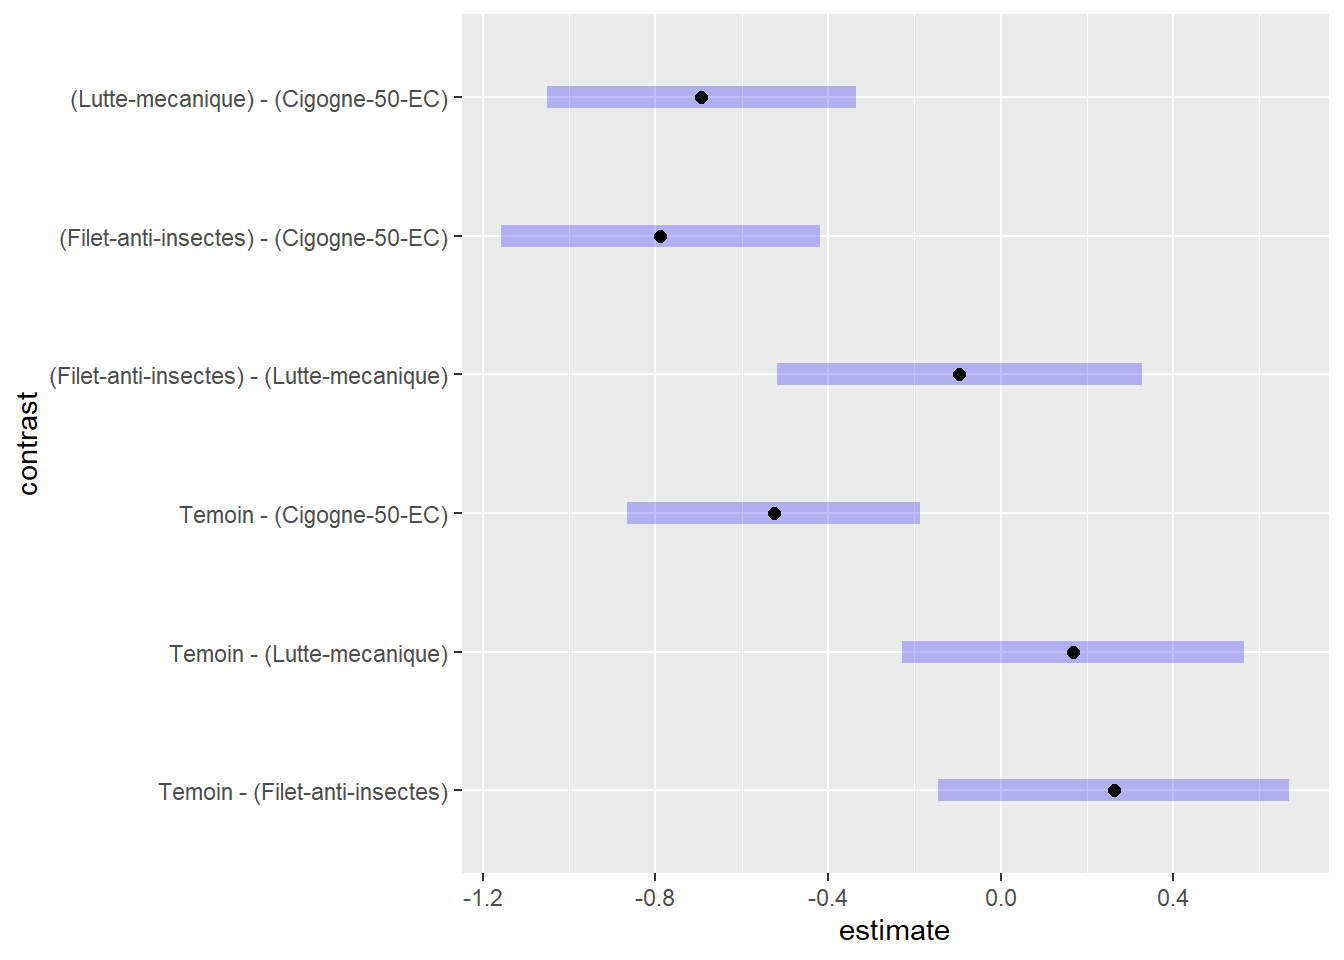 (Lutte-mecanique) - (Cigogne-50-EC)
(Filet-anti-insectes) - (Cigogne-50-EC)
(Filet-anti-insectes) - (Lutte-mecanique)
Temoin - (Cigogne-50-EC)
Temoin - (Lutte-mecanique)
Temoin - (Filet-anti-insectes)
contrast
-1.2 -0.8 -0.4 0.0 0.4
estimate